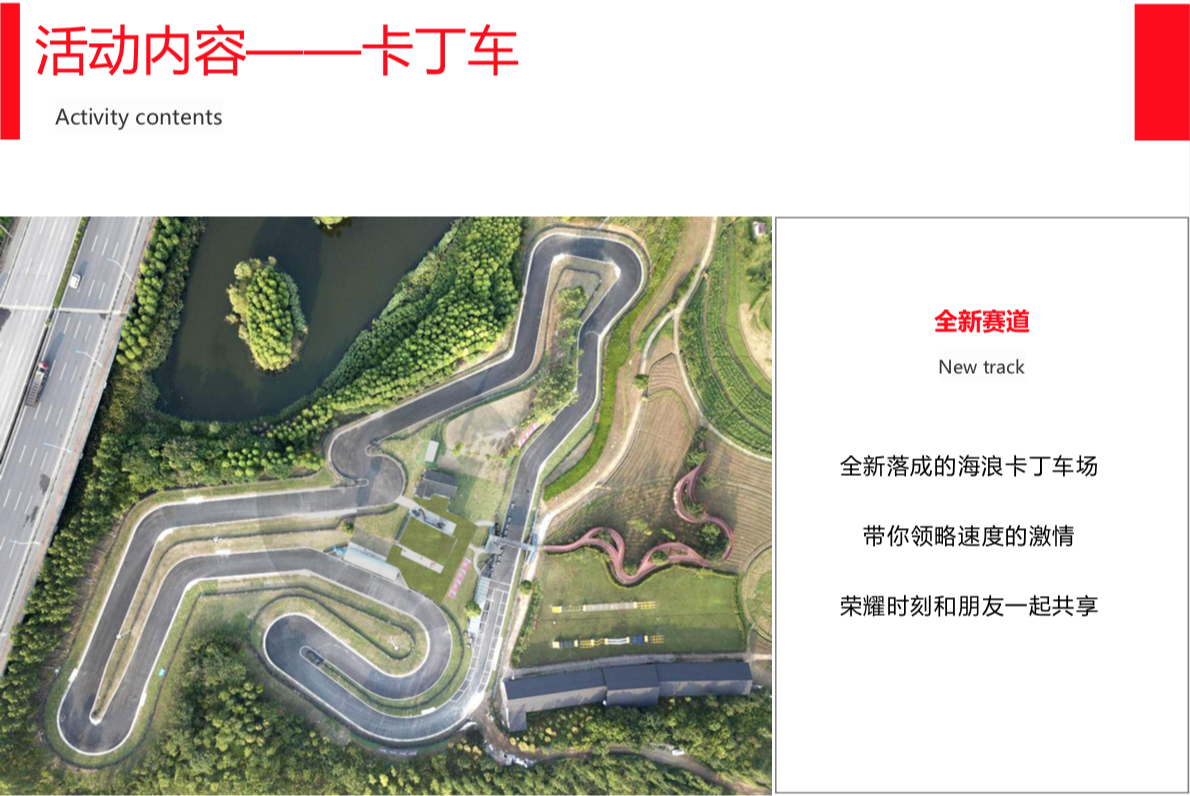 活动内容——卡丁车
Activity contents
全新赛道
New track
全新落成的海浪卡丁车场
带你领略速度的激情
荣耀时刻和朋友一起共享